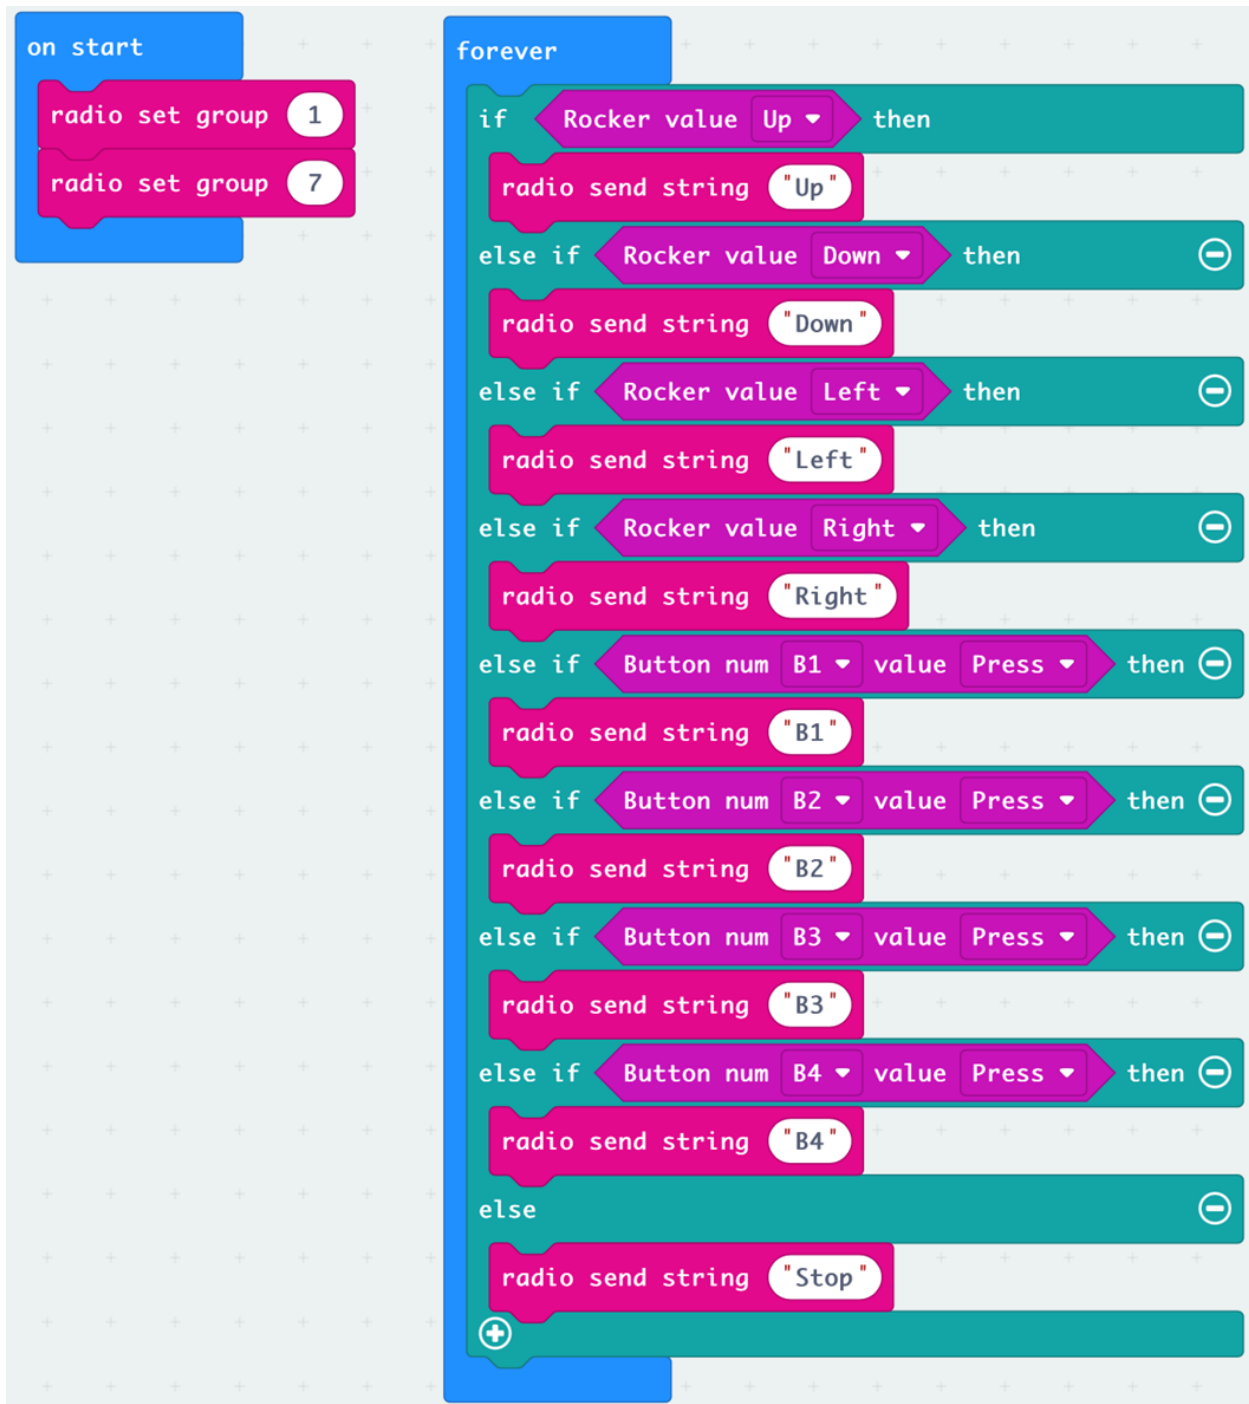 on start
radio set group 1
radio set group 7
forever
if Rocker value Up then
radio send string "Up"
else if Rocker value Down then
radio send string "Down"
else if Rocker value Left then
radio send string "Left"
else if Rocker value Right then
radio send string "Right"
else if Button num B1 value Press then
radio send string "B1"
else if Button num B2 value Press then
radio send string "B2"
else if Button num B3 value Press then
radio send string "B3"
else if Button num B4 value Press then
radio send string "B4"
else
radio send string "Stop"